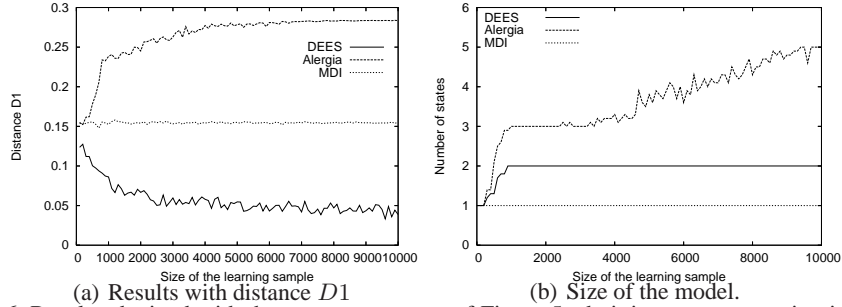 0.3
0.25
0.2
0.15
0.1
0.05
0
Distance D1
DEES
Alergia
MDI
0 1000 2000 3000 4000 5000 6000 7000 8000 9000 10000
Size of the learning sample
(a) Results with distance D1
6
5
4
3
2
1
0
Number of states
DEES
Alergia
MDI
0 2000 4000 6000 8000 10000
Size of the learning sample
(b) Size of the model.